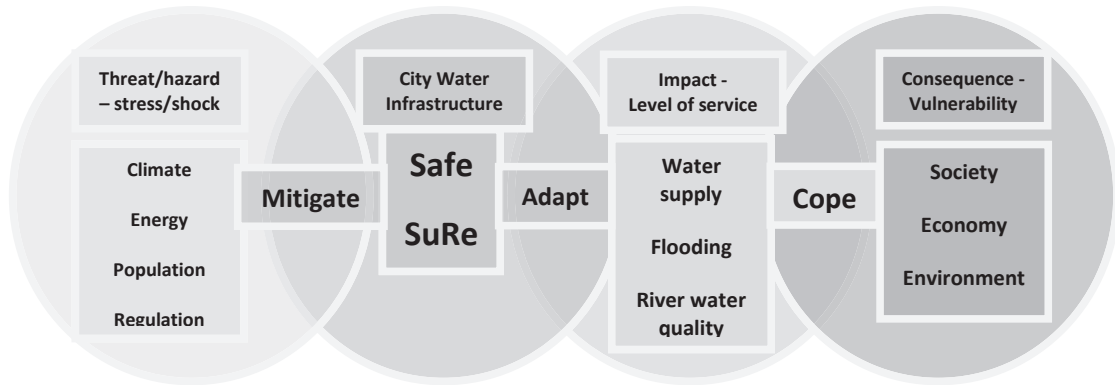 Threat/hazard
– stress/shock
Climate
Energy
Population
Regulation
Mitigate
City Water
Infrastructure
Safe
SuRe
Adapt
Impact -
Level of service
Water
supply
Flooding
River water
quality
Cope
Consequence -
Vulnerability
Society
Economy
Environment